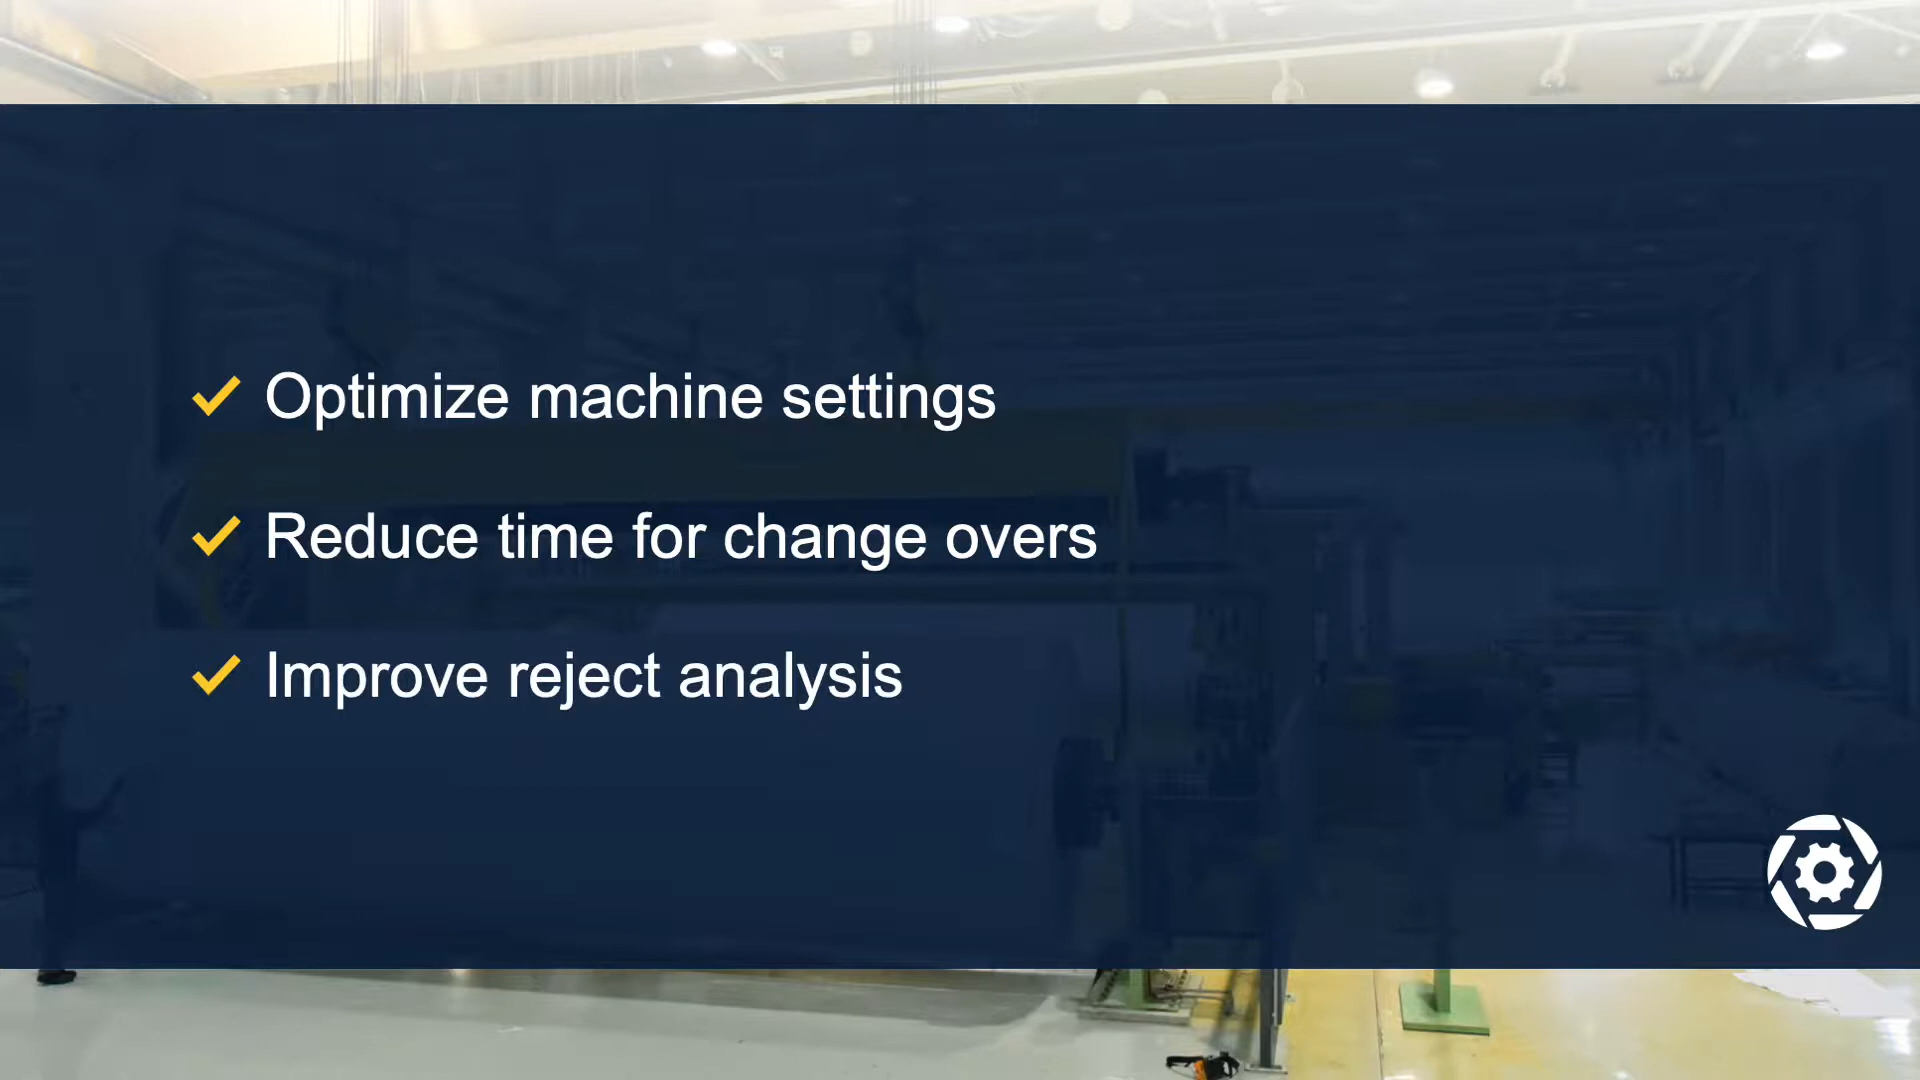 Optimize machine settings
Reduce time for change overs
Improve reject analysis